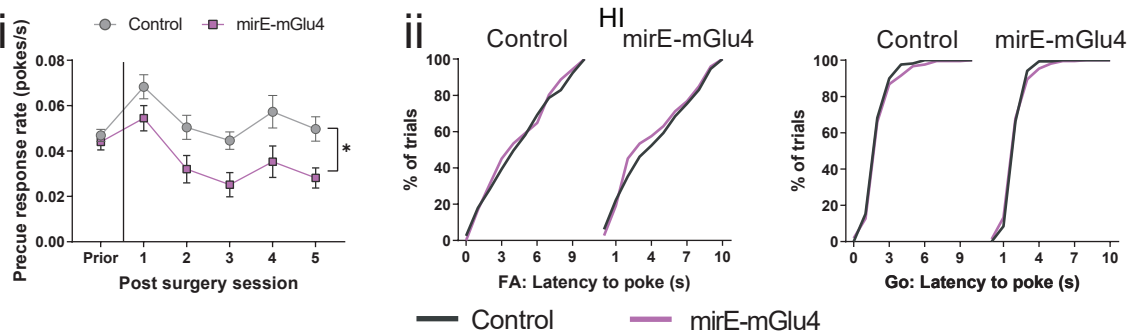 i
Control mirE-mGlu4
Precue response rate (pokes/s)
0.08
0.06
0.04
0.02
0.00
*
Prior 1 2 3 4 5
Post surgery session
ii
HI
Control mirE-mGlu4
% of trials
100
80
60
40
20
0
0 3 6 9 1 4 7 10
FA: Latency to poke (s)
Control mirE-mGlu4
% of trials
100
80
60
40
20
0
0 3 6 9 1 4 7 10
Go: Latency to poke (s)
Control mirE-mGlu4